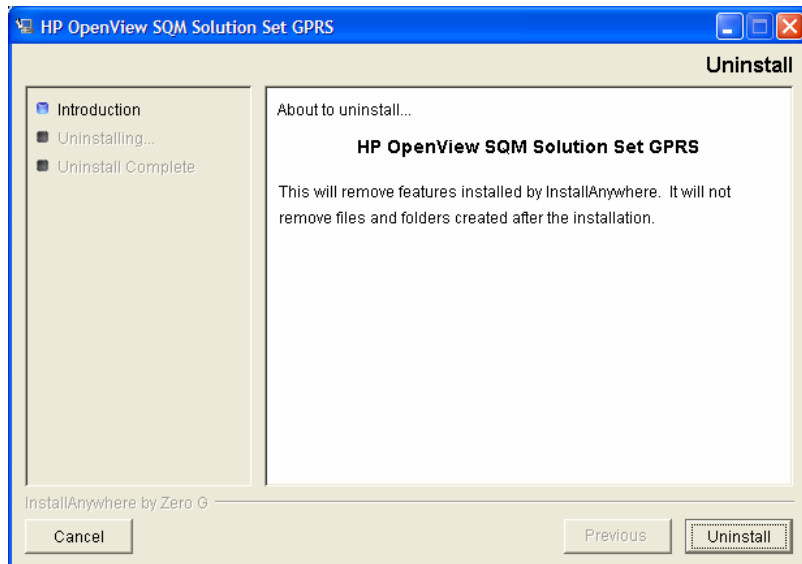 HP OpenView SQM Solution Set GPRS
Uninstall
Introduction
Uninstalling...
Uninstall Complete
About to uninstall...
HP OpenView SQM Solution Set GPRS
This will remove features installed by InstallAnywhere. It will not
remove files and folders created after the installation.
InstallAnywhere by Zero G
Cancel
Previous
Uninstall